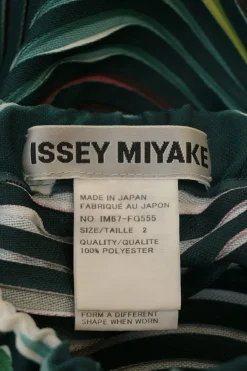 ISSEY MIYAKE
MADE IN JAPAN
FABRIQUÉ AU JAPON
NO. IM67-FG555
SIZE/TAILLE 2
QUALITY/QUALITE
100% POLYESTER
FORM A DIFFERENT
SHAPE WHEN WORN